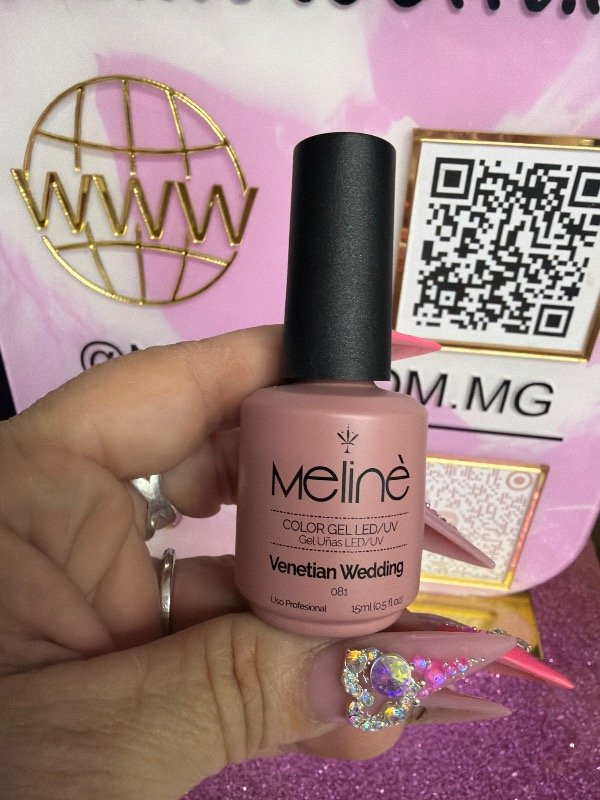 WWW
OM.MG
Melinè
COLOR GEL LED/UV
Gel Uñas LED/UV
Venetian Wedding
081
Uso Profesional
15ml (0.5 fl oz)